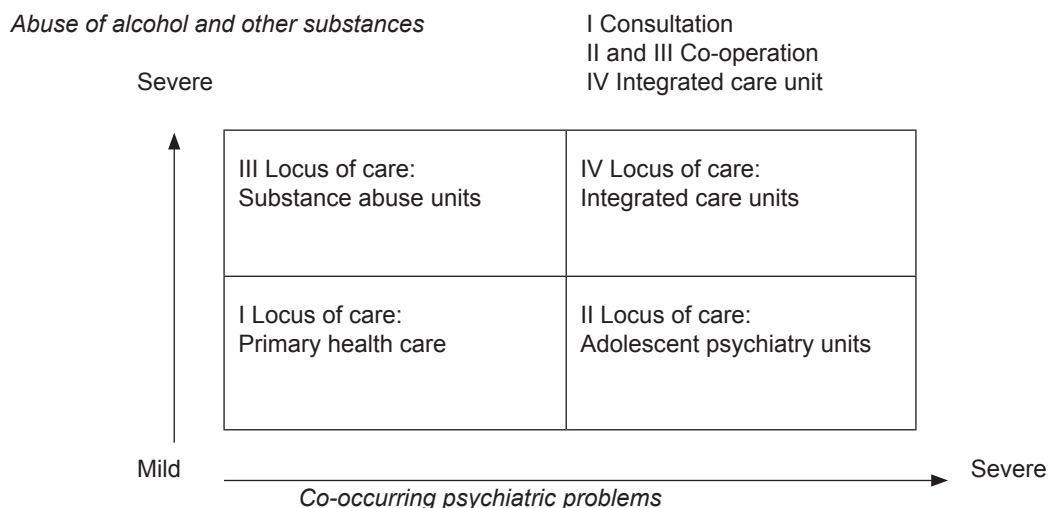 Abuse of alcohol and other substances
I Consultation
II and III Co-operation
IV Integrated care unit
Severe
III Locus of care:
Substance abuse units
IV Locus of care:
Integrated care units
I Locus of care:
Primary health care
II Locus of care:
Adolescent psychiatry units
Mild
Severe
Co-occurring psychiatric problems